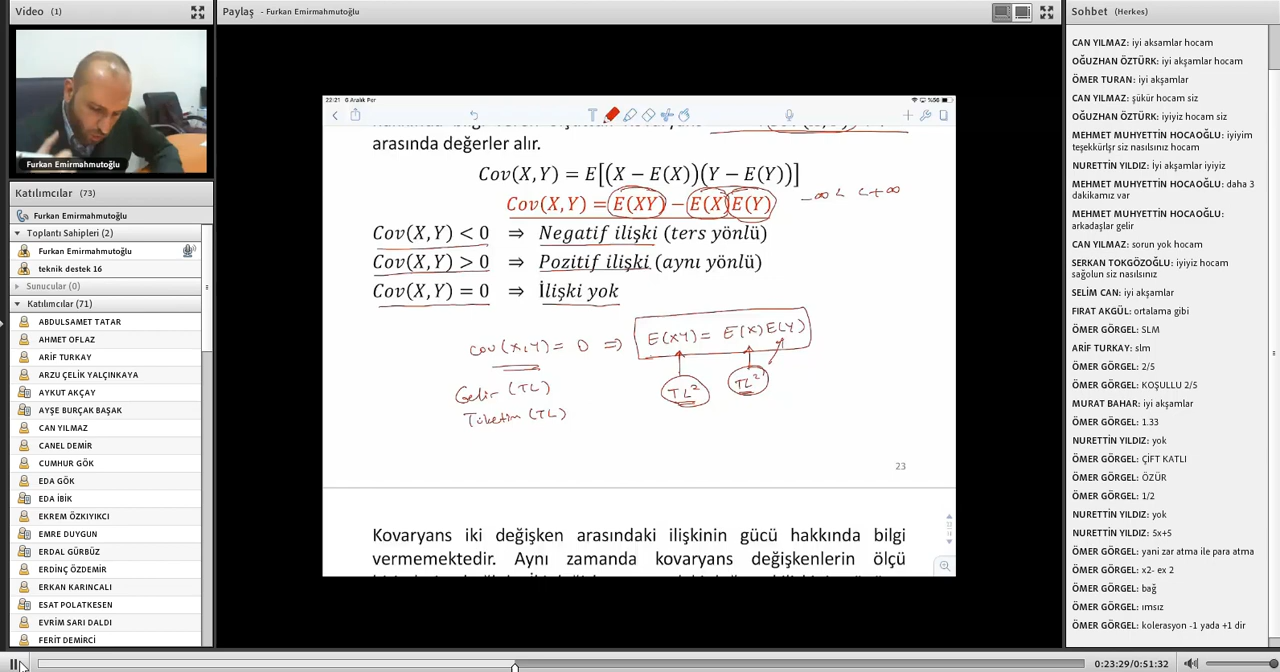 Video (1)
Furkan Emirmahmutoğlu
Katılımcılar (73)
Furkan Emirmahmutoğlu
Toplantı Sahipleri (2)
Furkan Emirmahmutoğlu
teknik destek 16
Sunucular (0)
Katılımcılar (71)
ABDULSAMET TATAR
AHMET OFLAZ
ARİF TURKAY
ARZU ÇELİK YALÇINKAYA
AYKUT AKÇAY
AYŞE BURÇAK BAŞAK
CAN YILMAZ
CANEL DEMİR
CUMHUR GÖK
EDA GÖK
EDA İBİK
EKREM ÖZKIYIKCI
EMRE DUYGUN
ERDAL GÜRBÜZ
ERDİNÇ ÖZDEMİR
ERKAN KARINCALI
ESAT POLATKESEN
EVRİM SARI DALDI
FERİT DEMİRCİ
Paylaş - Furkan Emirmahmutoğlu
22:21 6 Aralık Per
%56
arasında değerler alır.
Cov(X,Y) = E[(X − E(X))(Y − E(Y))]
Cov(X,Y) = E(XY) − E(X)E(Y) -∞ < < +∞
Cov(X,Y) < 0 ⇒ Negatif ilişki (ters yönlü)
Cov(X,Y) > 0 ⇒ Pozitif ilişki (aynı yönlü)
Cov(X,Y) = 0 ⇒ İlişki yok
Cov(X,Y) = 0 ⇒ E(XY) = E(X)E(Y)
TL² TL²
Gelir (TL)
Tüketim (TL)
23
Kovaryans iki değişken arasındaki ilişkinin gücü hakkında bilgi
vermemektedir. Aynı zamanda kovaryans değişkenlerin ölçü
Sohbet (Herkes)
CAN YILMAZ: iyi aksamlar hocam
OĞUZHAN ÖZTÜRK: iyi akşamlar hocam
ÖMER TURAN: iyi akşamlar
CAN YILMAZ: şükür hocam siz
OĞUZHAN ÖZTÜRK: iyiyiz hocam
MEHMET MUHYETTİN HOCAOĞLU: iyiyim
teşekkürlşr siz nasılsınız hocam
NURETTİN YILDIZ: İyi akşamlar iyiyiz
MEHMET MUHYETTİN HOCAOĞLU: daha 3
dakikamız var
MEHMET MUHYETTİN HOCAOĞLU:
arkadaşlar gelir
CAN YILMAZ: sorun yok hocam
SERKAN TOKGÖZOĞLU: iyiyiz hocam
sağolun siz nasılsınız
SELİM CAN: iyi akşamlar
FIRAT AKGÜL: ortalama gibi
ÖMER GÖRGEL: SLM
ARİF TURKAY: slm
ÖMER GÖRGEL: 2/5
ÖMER GÖRGEL: KOŞULLU 2/5
MURAT BAHAR: iyi akşamlar
ÖMER GÖRGEL: 1.33
NURETTİN YILDIZ: yok
ÖMER GÖRGEL: ÇİFT KATLI
ÖMER GÖRGEL: ÖZÜR
ÖMER GÖRGEL: 1/2
NURETTİN YILDIZ: yok
NURETTİN YILDIZ: 5x+5
ÖMER GÖRGEL: yani zar atma ile para atma
ÖMER GÖRGEL: x2- ex 2
ÖMER GÖRGEL: bağ
ÖMER GÖRGEL: ımsız
ÖMER GÖRGEL: kolerasyon -1 yada +1 dir
0:23:29/0:51:32